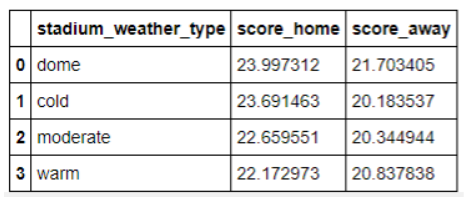 stadium_weather_type score_home score_away
0 dome 23.997312 21.703405
1 cold 23.691463 20.183537
2 moderate 22.659551 20.344944
3 warm 22.172973 20.837838